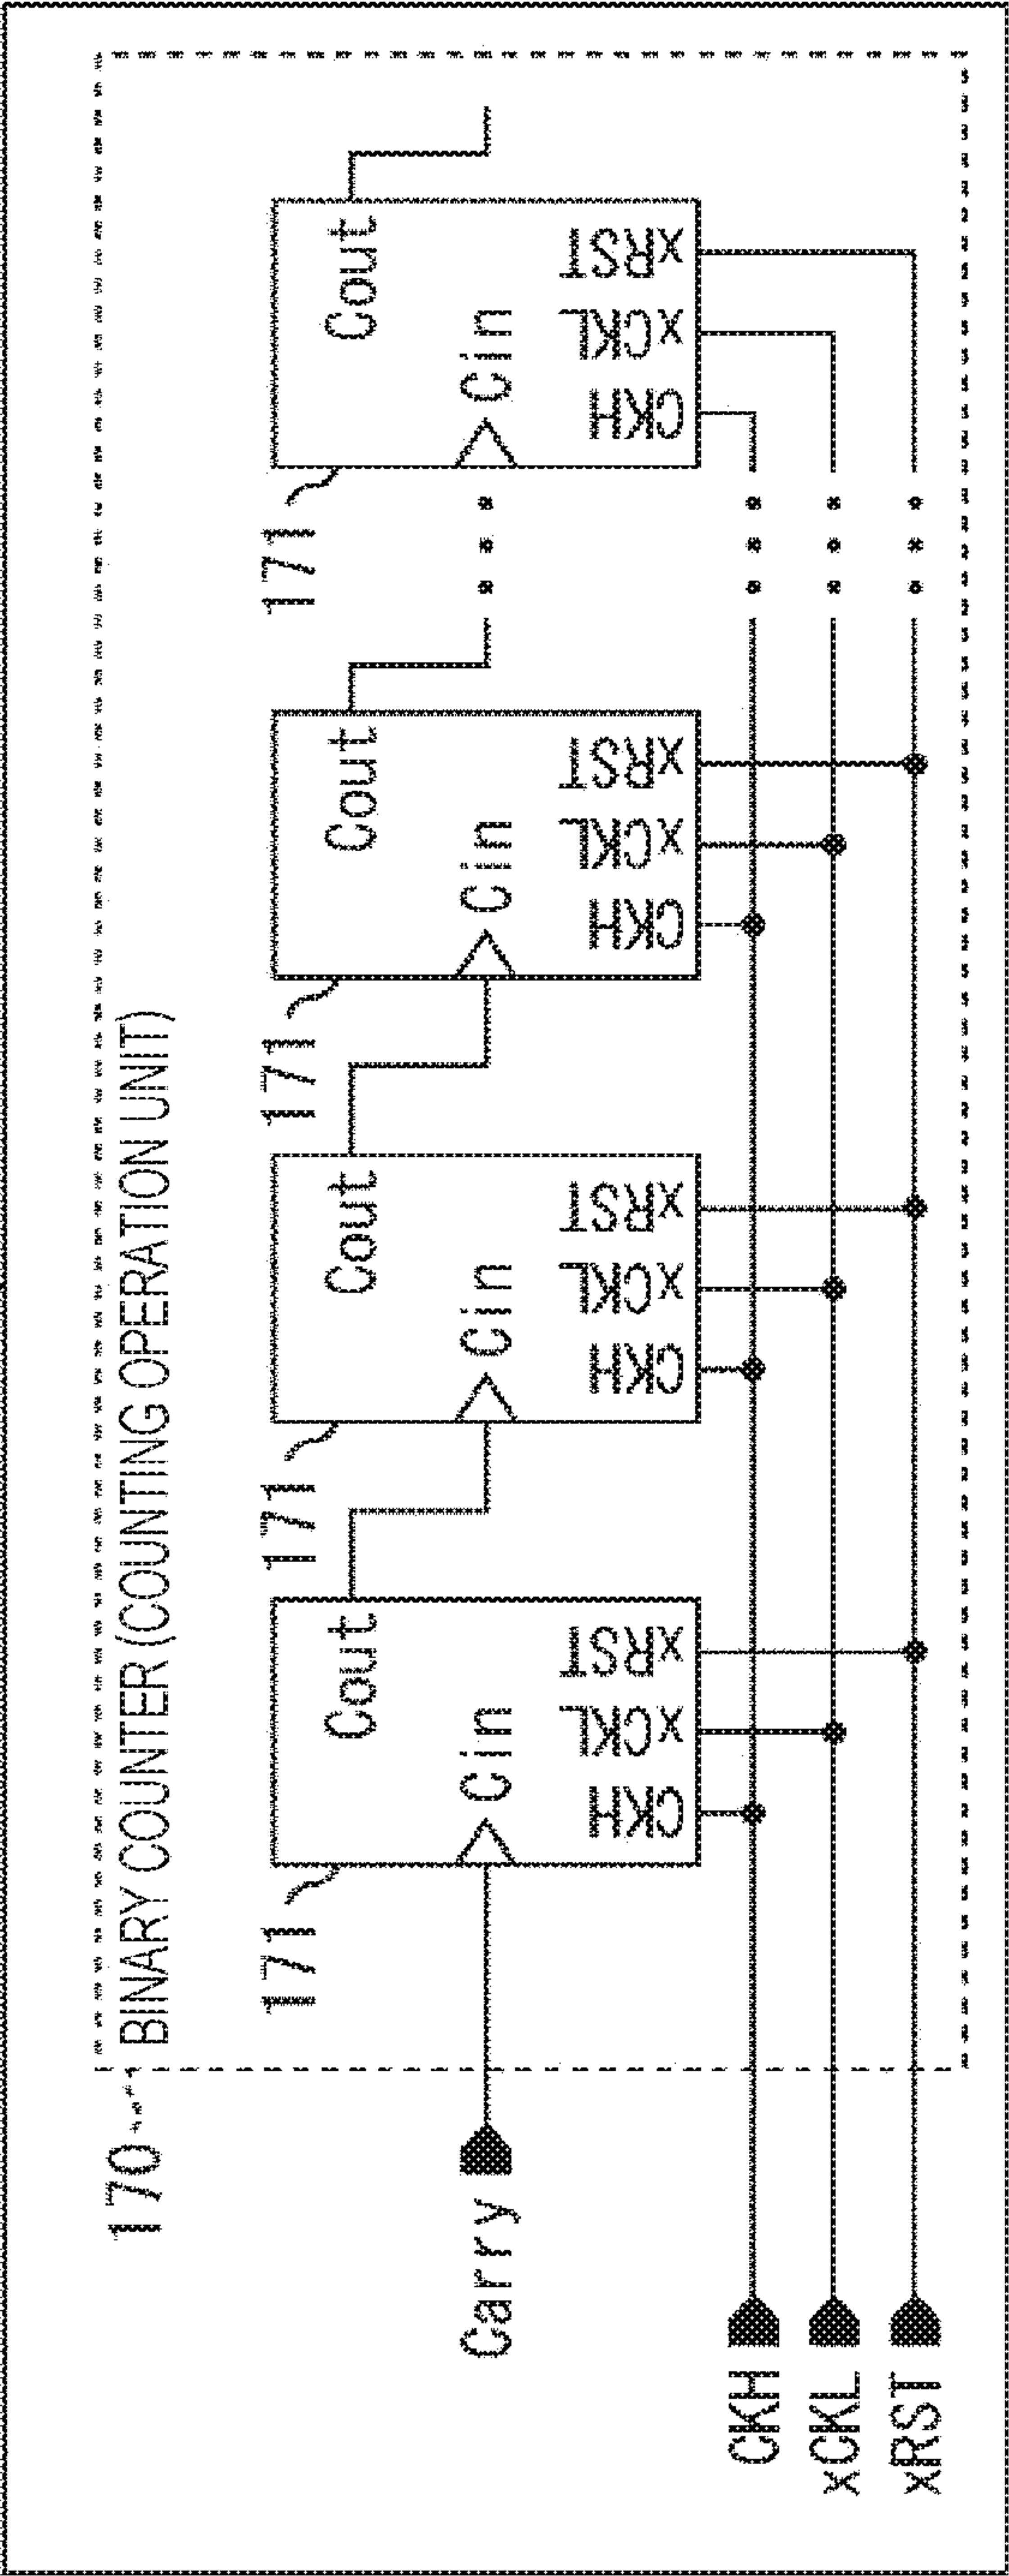 170
BINARY COUNTER (COUNTING OPERATION UNIT)
171
171
171
171
Cout
Cout
Cout
Cout
Carry
Cin
Cin
Cin
Cin
CKH xCKL xRST
CKH xCKL xRST
CKH xCKL xRST
CKH xCKL xRST
CKH
xCKL
xRST